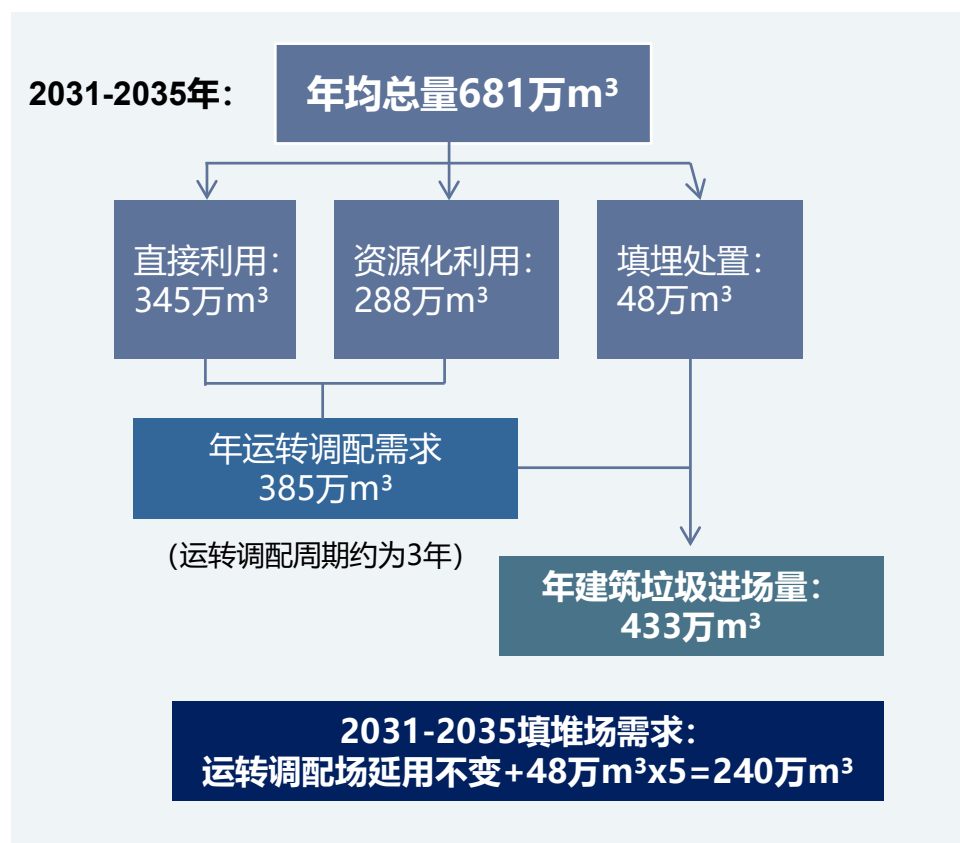 2031-2035年：
年均总量681万m³
直接利用：
345万m³
资源化利用：
288万m³
填埋处置：
48万m³
年运转调配需求
385万m³
（运转调配周期约为3年）
年建筑垃圾进场量：
433万m³
2031-2035填堆场需求：
运转调配场延用不变+48万m³x5=240万m³